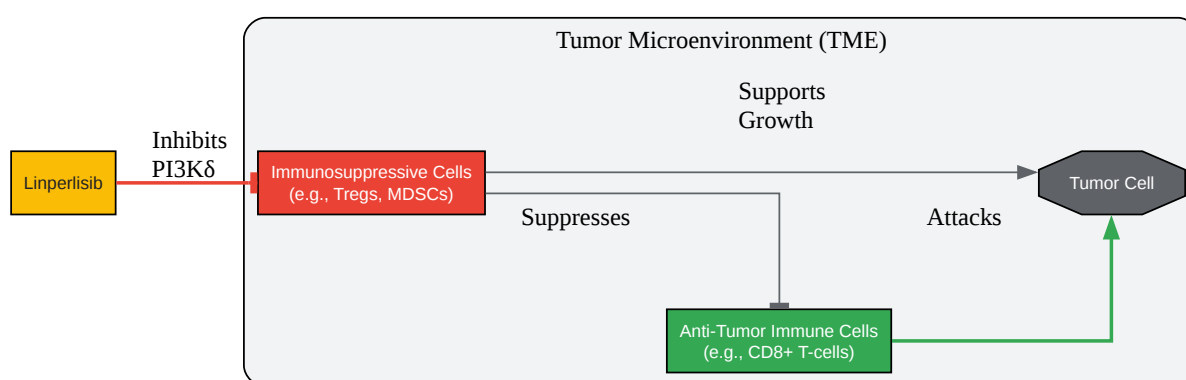 Tumor Microenvironment (TME)
Supports
Growth
Inhibits
PI3Kδ
Linperlisib
Immunosuppressive Cells
(e.g., Tregs, MDSCs)
Tumor Cell
Suppresses
Attacks
Anti-Tumor Immune Cells
(e.g., CD8+ T-cells)